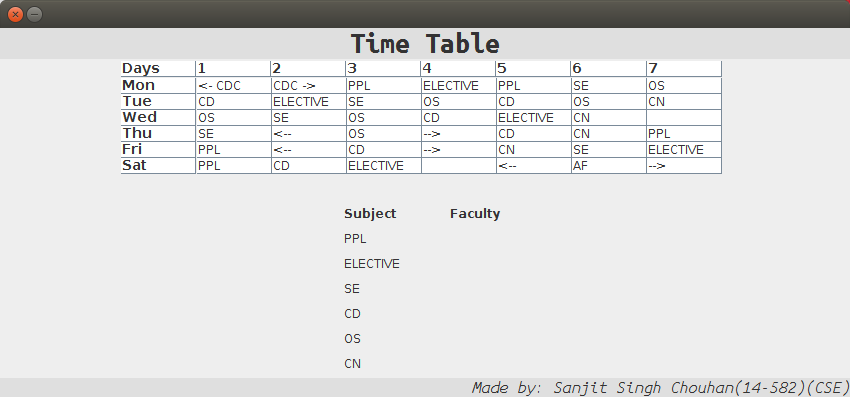 Time Table
Days 1 2 3 4 5 6 7
Mon <- CDC CDC -> PPL ELECTIVE PPL SE OS
Tue CD ELECTIVE SE OS CD OS CN
Wed OS SE OS CD ELECTIVE CN
Thu SE <-- OS --> CD CN PPL
Fri PPL <-- CD --> CN SE ELECTIVE
Sat PPL CD ELECTIVE <-- AF -->
Subject Faculty
PPL
ELECTIVE
SE
CD
OS
CN
Made by: Sanjit Singh Chouhan(14-582)(CSE)